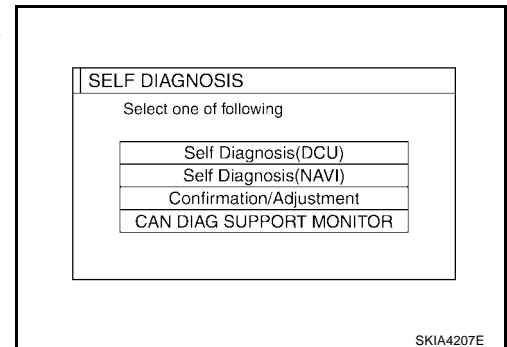 SELF DIAGNOSIS
Select one of following
Self Diagnosis(DCU)
Self Diagnosis(NAVI)
Confirmation/Adjustment
CAN DIAG SUPPORT MONITOR
SKIA4207E